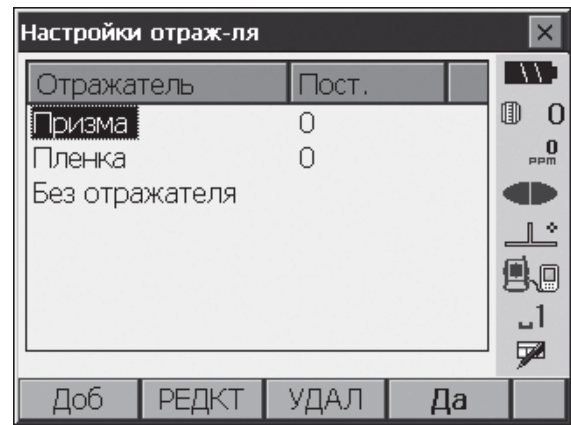 Настройки отраж-ля
Отражатель Пост.
Призма 0
Пленка 0
Без отражателя
0
0
PPM
1
Доб РЕДКТ УДАЛ Да